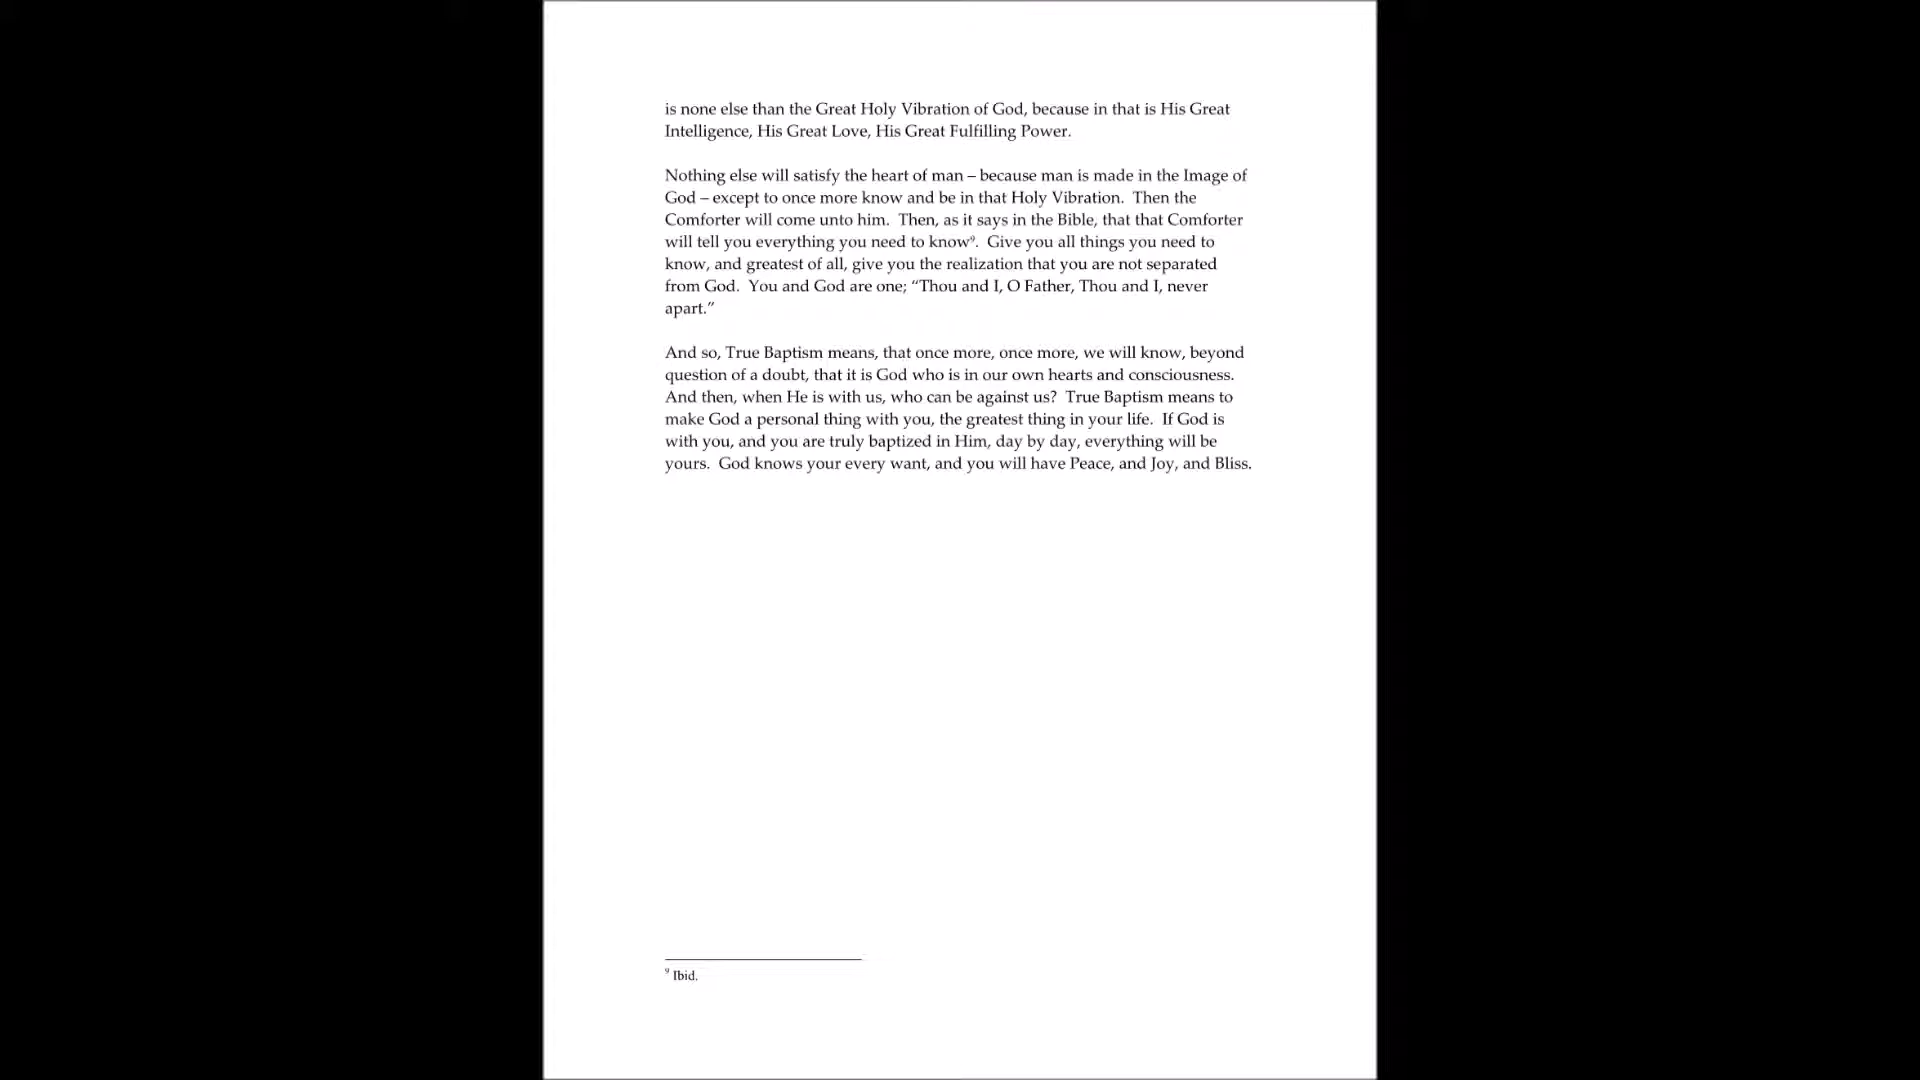 is none else than the Great Holy Vibration of God, because in that is His Great
Intelligence, His Great Love, His Great Fulfilling Power.
Nothing else will satisfy the heart of man – because man is made in the Image of
God – except to once more know and be in that Holy Vibration.  Then the
Comforter will come unto him.  Then, as it says in the Bible, that that Comforter
will tell you everything you need to know⁹.  Give you all things you need to
know, and greatest of all, give you the realization that you are not separated
from God.  You and God are one; “Thou and I, O Father, Thou and I, never
apart.”
And so, True Baptism means, that once more, once more, we will know, beyond
question of a doubt, that it is God who is in our own hearts and consciousness.
And then, when He is with us, who can be against us?  True Baptism means to
make God a personal thing with you, the greatest thing in your life.  If God is
with you, and you are truly baptized in Him, day by day, everything will be
yours.  God knows your every want, and you will have Peace, and Joy, and Bliss.
⁹ Ibid.